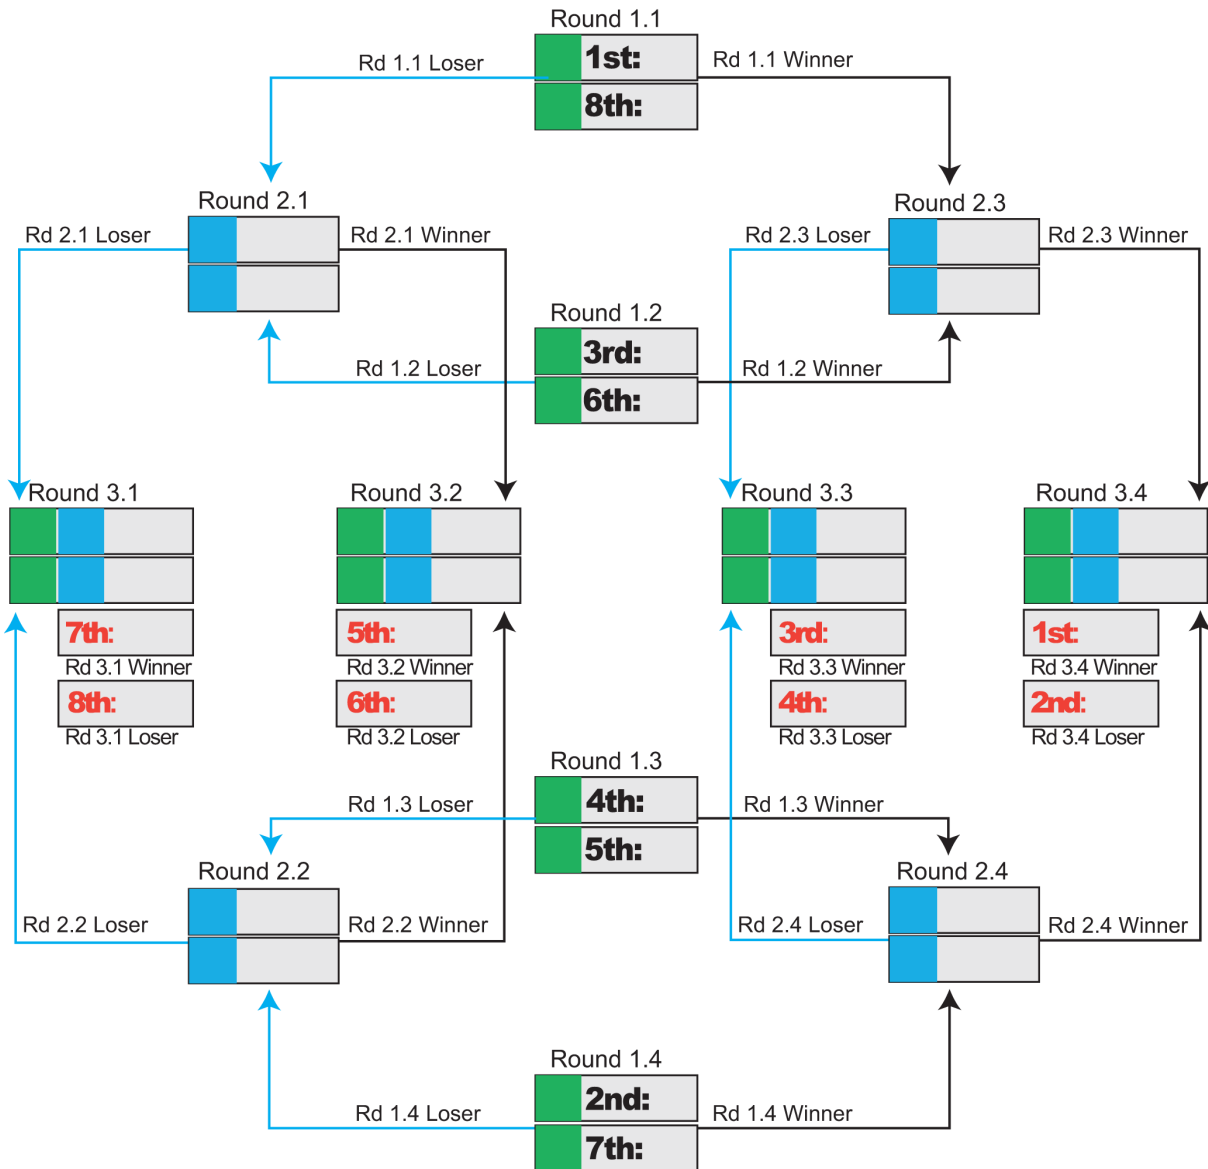 Round 1.1
Rd 1.1 Loser
1st:
Rd 1.1 Winner
8th:
Round 2.1
Round 2.3
Rd 2.1 Loser
Rd 2.1 Winner
Rd 2.3 Loser
Rd 2.3 Winner
Round 1.2
3rd:
Rd 1.2 Loser
Rd 1.2 Winner
6th:
Round 3.1
Round 3.2
Round 3.3
Round 3.4
7th:
5th:
3rd:
1st:
Rd 3.1 Winner
Rd 3.2 Winner
Rd 3.3 Winner
Rd 3.4 Winner
8th:
6th:
4th:
2nd:
Rd 3.1 Loser
Rd 3.2 Loser
Rd 3.3 Loser
Rd 3.4 Loser
Round 1.3
Rd 1.3 Loser
4th:
Rd 1.3 Winner
5th:
Round 2.2
Round 2.4
Rd 2.2 Loser
Rd 2.2 Winner
Rd 2.4 Loser
Rd 2.4 Winner
Round 1.4
2nd:
Rd 1.4 Loser
Rd 1.4 Winner
7th: